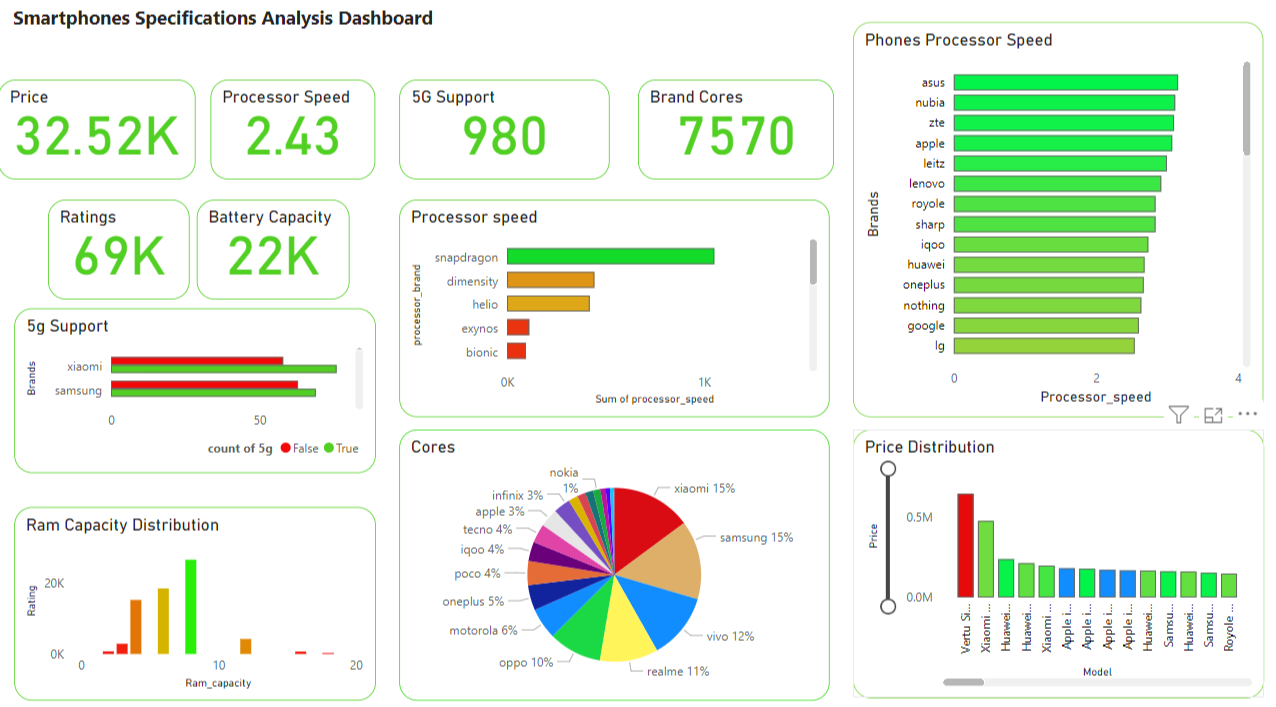 Smartphones Specifications Analysis Dashboard
Price
32.52K
Processor Speed
2.43
5G Support
980
Brand Cores
7570
Ratings
69K
Battery Capacity
22K
5g Support
Brands
xiaomi
samsung
0
50
count of 5g
False
True
Ram Capacity Distribution
Rating
20K
0K
0
10
20
Ram_capacity
Processor speed
processor_brand
snapdragon
dimensity
helio
exynos
bionic
0K
1K
Sum of processor_speed
Cores
nokia
1%
infinix 3%
apple 3%
tecno 4%
iqoo 4%
poco 4%
oneplus 5%
motorola 6%
oppo 10%
xiaomi 15%
samsung 15%
vivo 12%
realme 11%
Phones Processor Speed
Brands
asus
nubia
zte
apple
leitz
lenovo
royole
sharp
iqoo
huawei
oneplus
nothing
google
lg
0
2
4
Processor_speed
Price Distribution
Price
0.5M
0.0M
Vertu Si...
Xiaomi ...
Huawei...
Huawei...
Xiaomi ...
Apple i...
Apple i...
Apple i...
Apple i...
Huawei...
Samsu...
Huawei...
Samsu...
Royole ...
Model